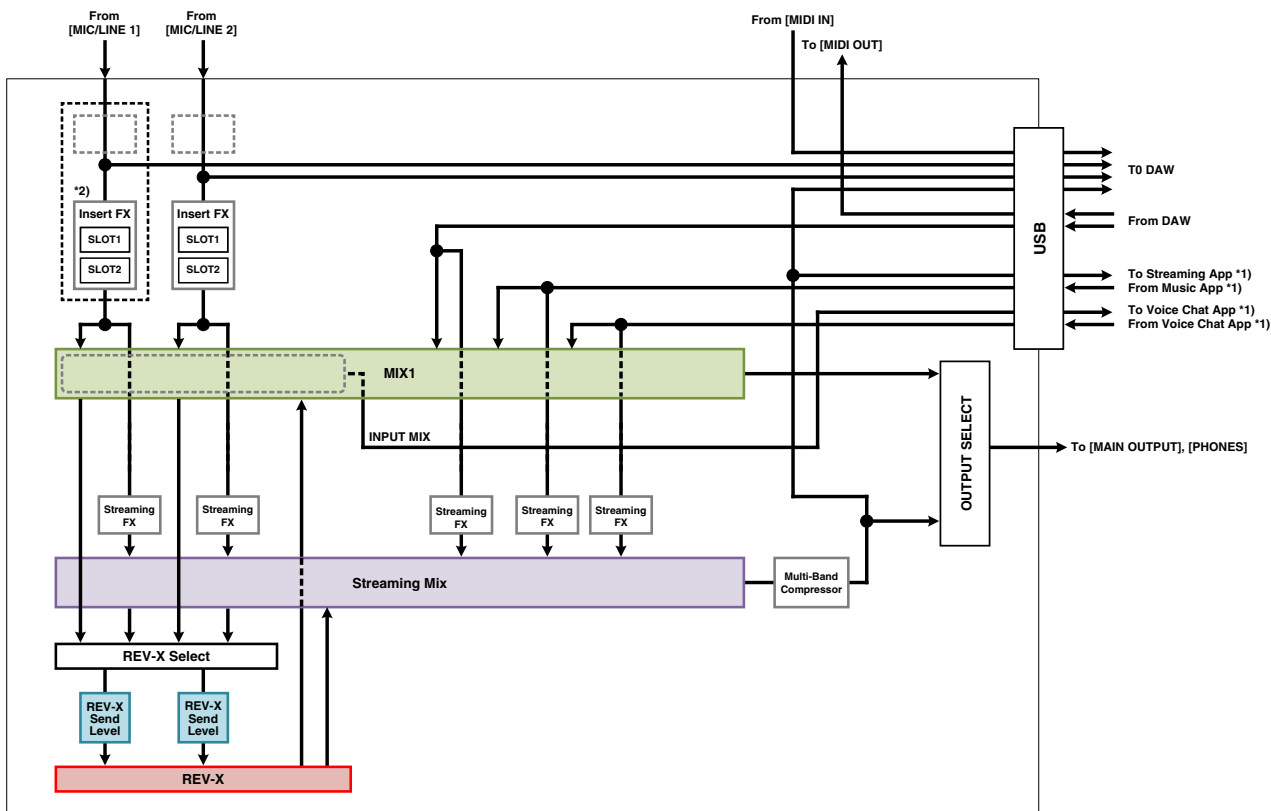 From
[MIC/LINE 1]
From
[MIC/LINE 2]
From [MIDI IN]
To [MIDI OUT]
T0 DAW
From DAW
USB
To Streaming App *1)
From Music App *1)
To Voice Chat App *1)
From Voice Chat App *1)
*2)
Insert FX
SLOT1
SLOT2
Insert FX
SLOT1
SLOT2
MIX1
INPUT MIX
OUTPUT SELECT
To [MAIN OUTPUT], [PHONES]
Streaming
FX
Streaming
FX
Streaming
FX
Streaming
FX
Streaming
FX
Streaming Mix
Multi-Band
Compressor
REV-X Select
REV-X
Send
Level
REV-X
Send
Level
REV-X